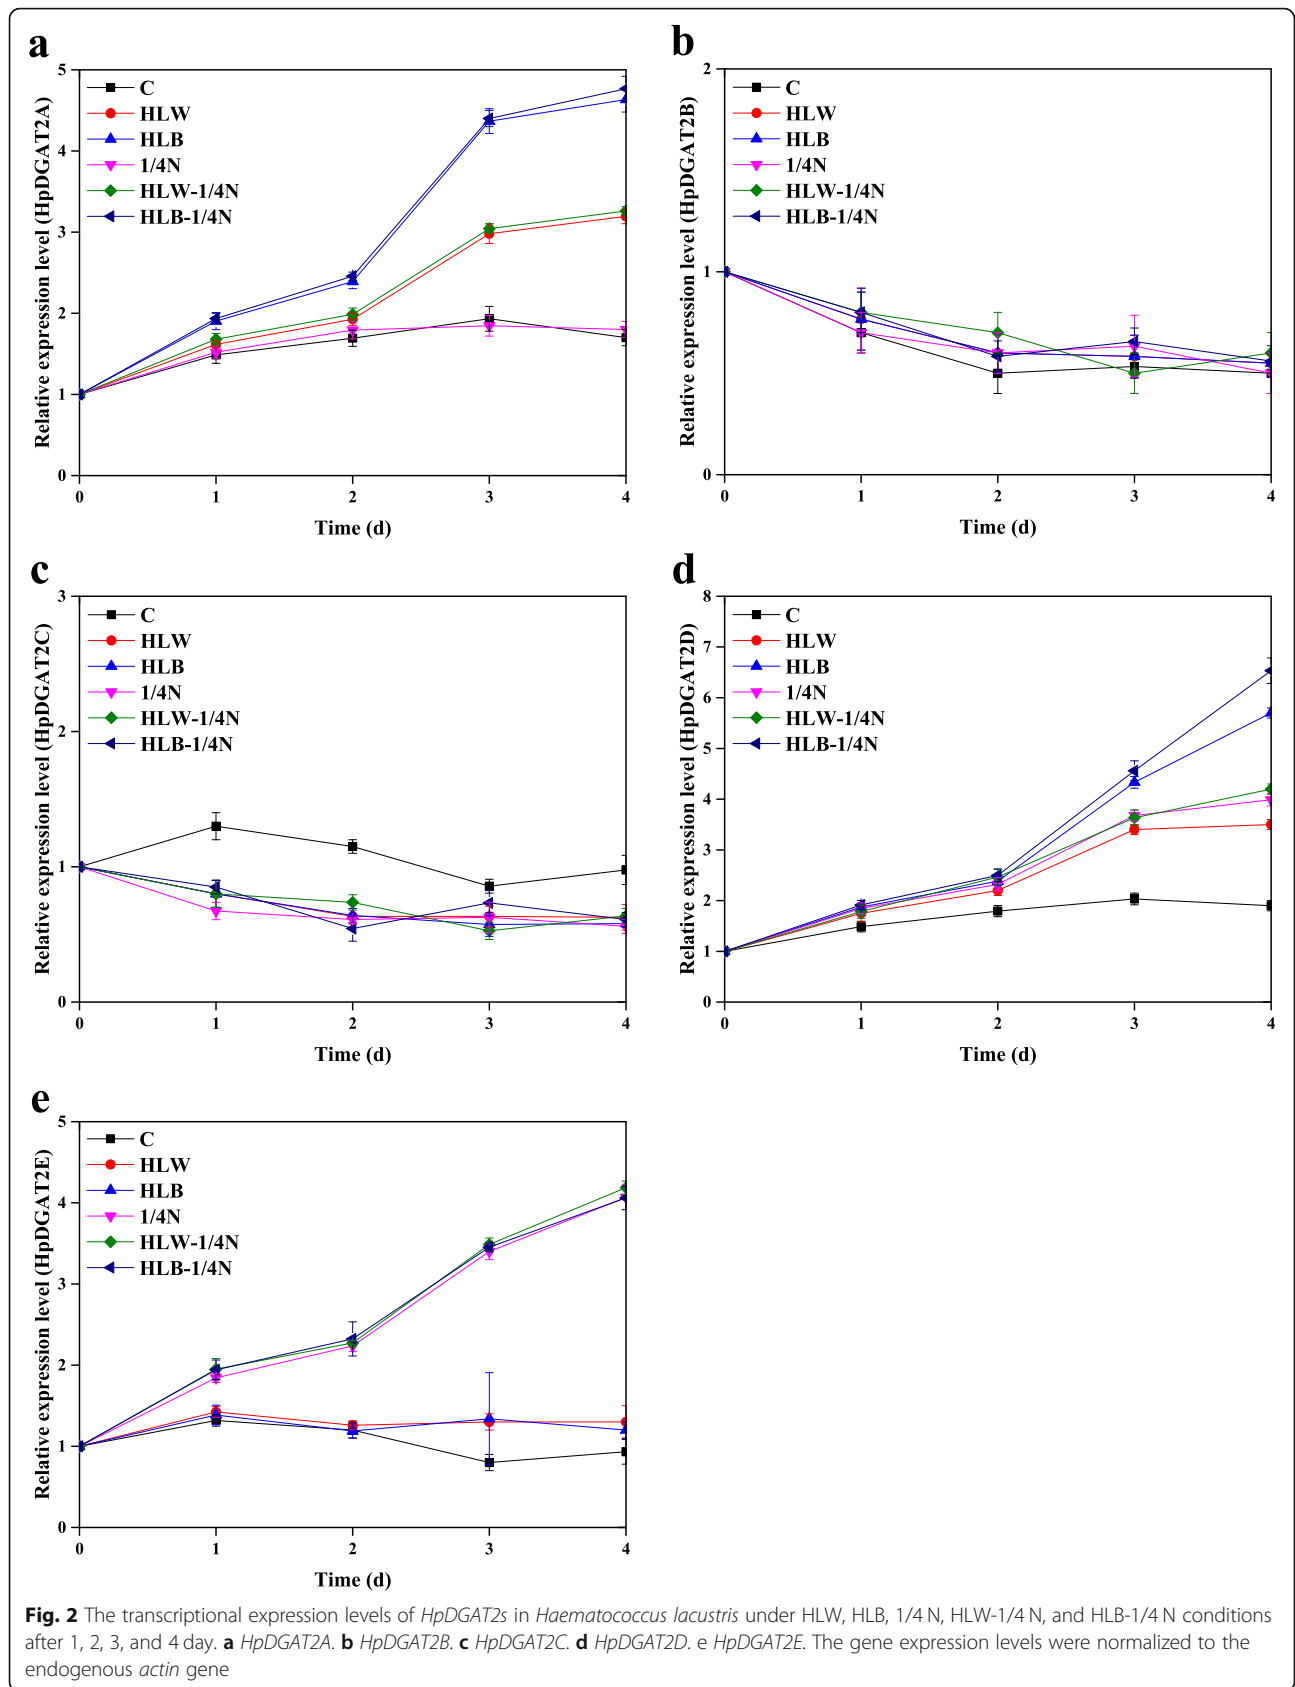 a
Relative expression level (HpDGAT2A)
5
4
3
2
1
0
C
HLW
HLB
1/4N
HLW-1/4N
HLB-1/4N
0 1 2 3 4
Time (d)
b
Relative expression level (HpDGAT2B)
2
1
0
C
HLW
HLB
1/4N
HLW-1/4N
HLB-1/4N
0 1 2 3 4
Time (d)
c
Relative expression level (HpDGAT2C)
3
2
1
0
C
HLW
HLB
1/4N
HLW-1/4N
HLB-1/4N
0 1 2 3 4
Time (d)
d
Relative expression level (HpDGAT2D)
8
7
6
5
4
3
2
1
0
C
HLW
HLB
1/4N
HLW-1/4N
HLB-1/4N
0 1 2 3 4
Time (d)
e
Relative expression level (HpDGAT2E)
5
4
3
2
1
0
C
HLW
HLB
1/4N
HLW-1/4N
HLB-1/4N
0 1 2 3 4
Time (d)
Fig. 2 The transcriptional expression levels of HpDGAT2s in Haematococcus lacustris under HLW, HLB, 1/4 N, HLW-1/4 N, and HLB-1/4 N conditions
after 1, 2, 3, and 4 day. a HpDGAT2A. b HpDGAT2B. c HpDGAT2C. d HpDGAT2D. e HpDGAT2E. The gene expression levels were normalized to the
endogenous actin gene